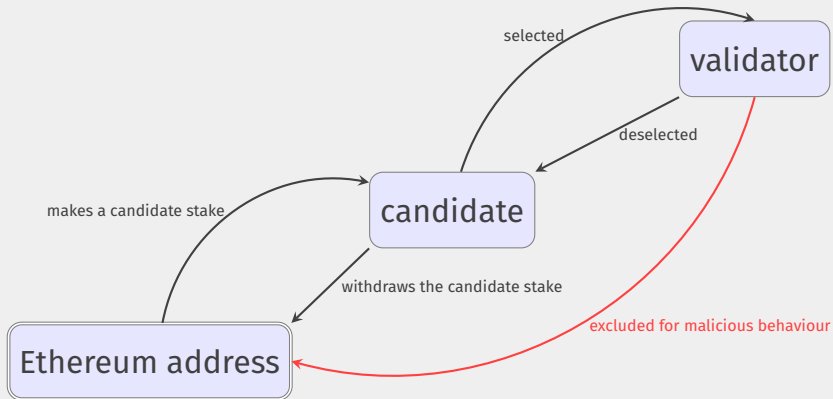 selected
validator
deselected
candidate
makes a candidate stake
withdraws the candidate stake
excluded for malicious behaviour
Ethereum address